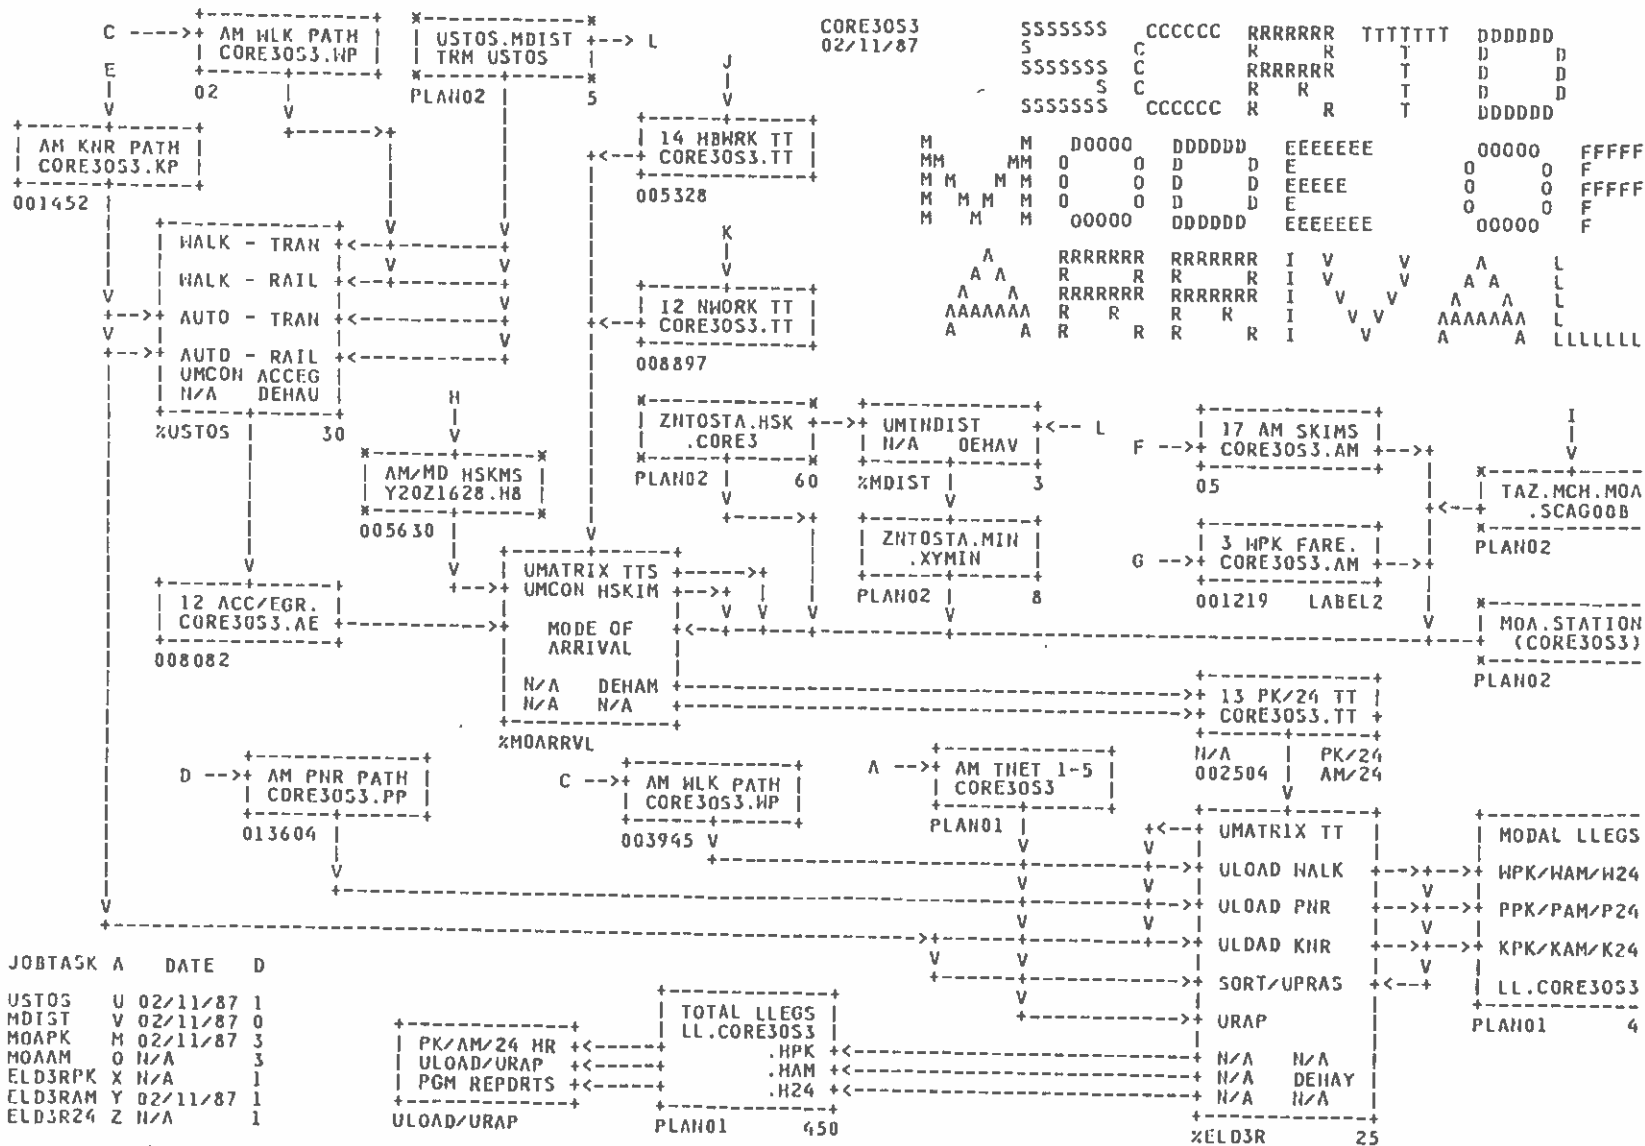 CORE30S3
02/11/87
SCRTD
MODE OF
ARRIVAL
C ---->
AM WLK PATH
CORE30S3.WP
02
USTOS.MDIST
TRM USTOS
PLAN02 5
--> L
E
AM KNR PATH
CORE30S3.KP
001452
J
14 HBWRK TT
CORE30S3.TT
005328
WALK - TRAN
WALK - RAIL
AUTO - TRAN
AUTO - RAIL
UMCON ACCEG
N/A DEHAU
%USTOS 30
K
12 NWORK TT
CORE30S3.TT
008897
H
AM/MD HSKMS
Y20Z1628.H8
005630
ZNTOSTA.HSK
.CORE3
PLAN02 60
UMINDIST
N/A DEHAV
%MDIST 3
<-- L
F -->
17 AM SKIMS
CORE30S3.AM
05
I
TAZ.MCH.MOA
.SCAG00B
PLAN02
ZNTOSTA.MIN
.XYMIN
PLAN02 8
G -->
3 WPK FARE.
CORE30S3.AM
001219 LABEL2
MOA.STATION
(CORE30S3)
PLAN02
12 ACC/EGR.
CORE30S3.AE
008082
UMATRIX TTS
UMCON HSKIM
MODE OF
ARRIVAL
N/A DEHAM
N/A N/A
%MOARRVL
13 PK/24 TT
CORE30S3.TT
N/A PK/24
002504 AM/24
D -->
AM PNR PATH
CORE30S3.PP
013604
C -->
AM WLK PATH
CORE30S3.WP
003945
A -->
AM TNET 1-5
CORE30S3
PLAN01
UMATRIX TT
ULOAD WALK
ULOAD PNR
ULOAD KNR
SORT/UPRAS
URAP
N/A N/A
N/A DEHAY
N/A N/A
%ELD3R 25
MODAL LLEGS
WPK/WAM/W24
PPK/PAM/P24
KPK/KAM/K24
LL.CORE30S3
PLAN01 4
TOTAL LLEGS
LL.CORE30S3
.HPK
.HAM
.H24
PLAN01 450
PK/AM/24 HR
ULOAD/URAP
PGM REPORTS
ULOAD/URAP
JOBTASK A DATE D
USTOS U 02/11/87 1
MDIST V 02/11/87 0
MOAPK M 02/11/87 3
MOAAM O N/A 3
ELD3RPK X N/A 1
ELD3RAM Y 02/11/87 1
ELD3R24 Z N/A 1